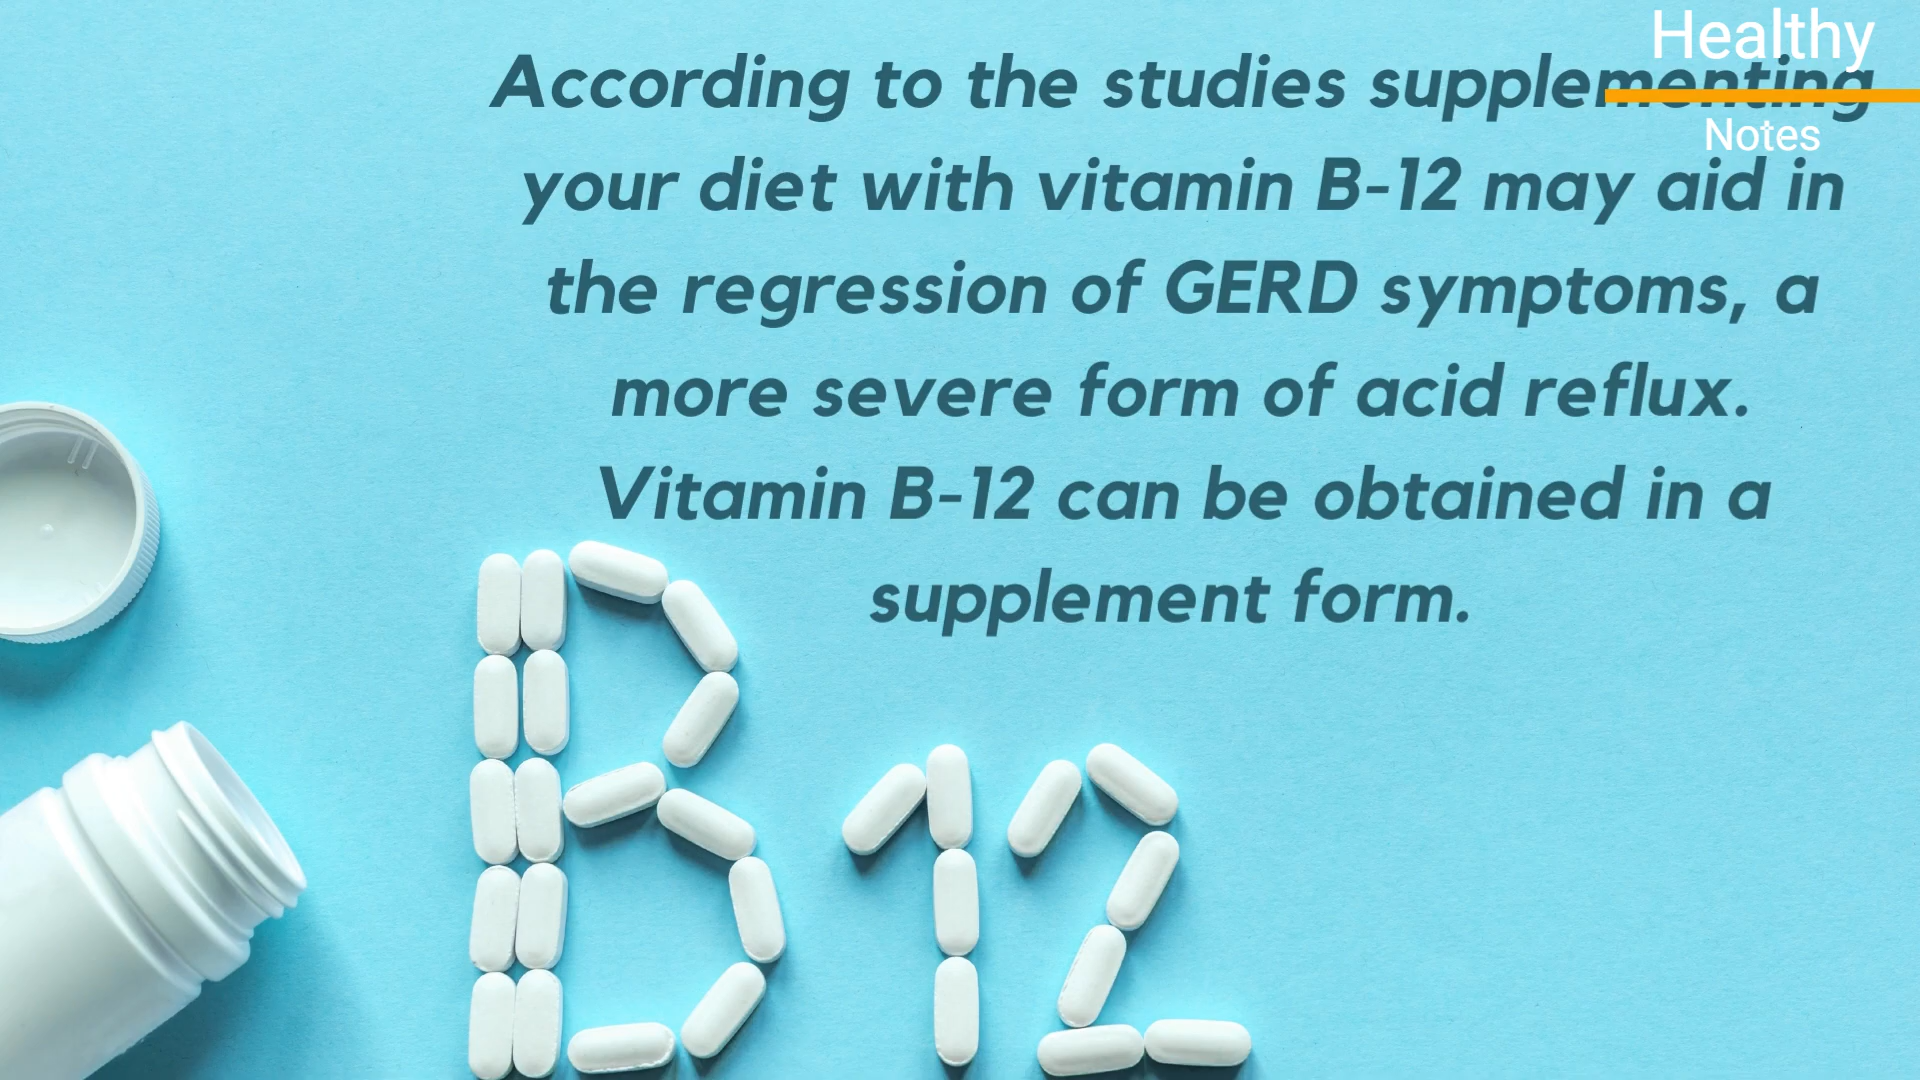 Healthy
Notes
According to the studies supplementing
your diet with vitamin B-12 may aid in
the regression of GERD symptoms, a
more severe form of acid reflux.
Vitamin B-12 can be obtained in a
supplement form.
B12